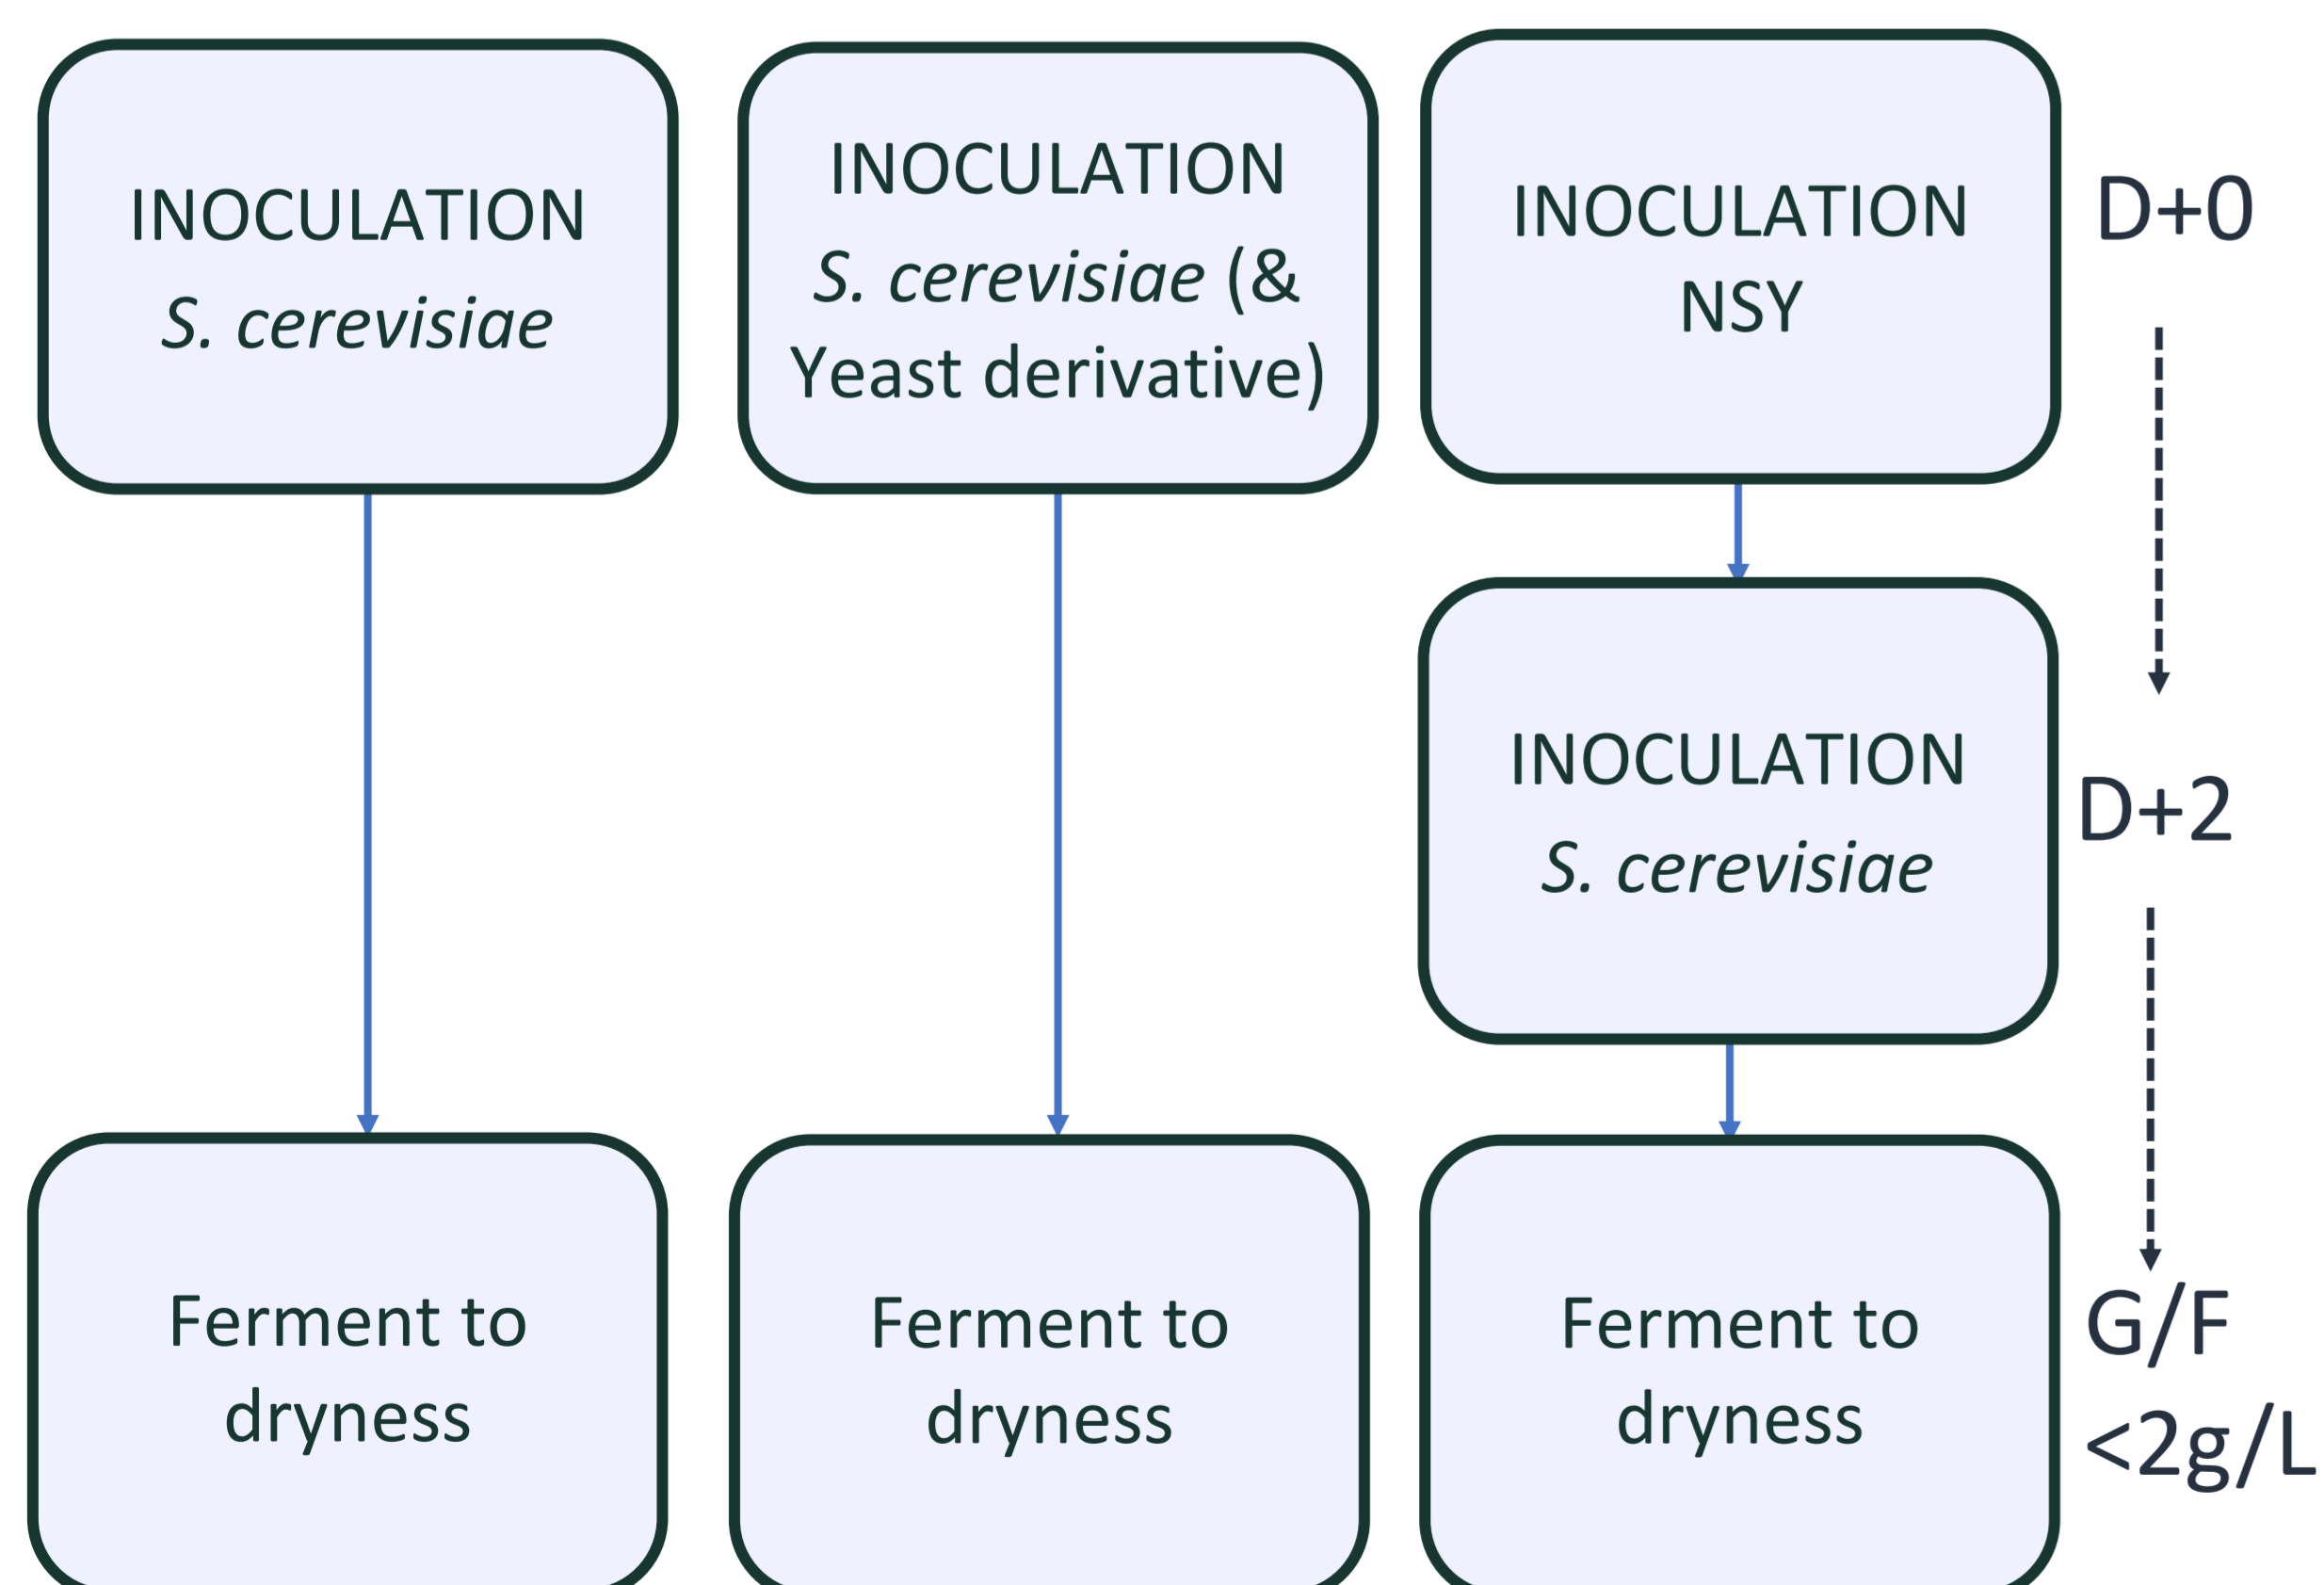 INOCULATION
S. cerevisiae
INOCULATION
S. cerevisiae (&
Yeast derivative)
INOCULATION
NSY
D+0
INOCULATION
S. cerevisiae
D+2
Ferment to
dryness
Ferment to
dryness
Ferment to
dryness
G/F
<2g/L